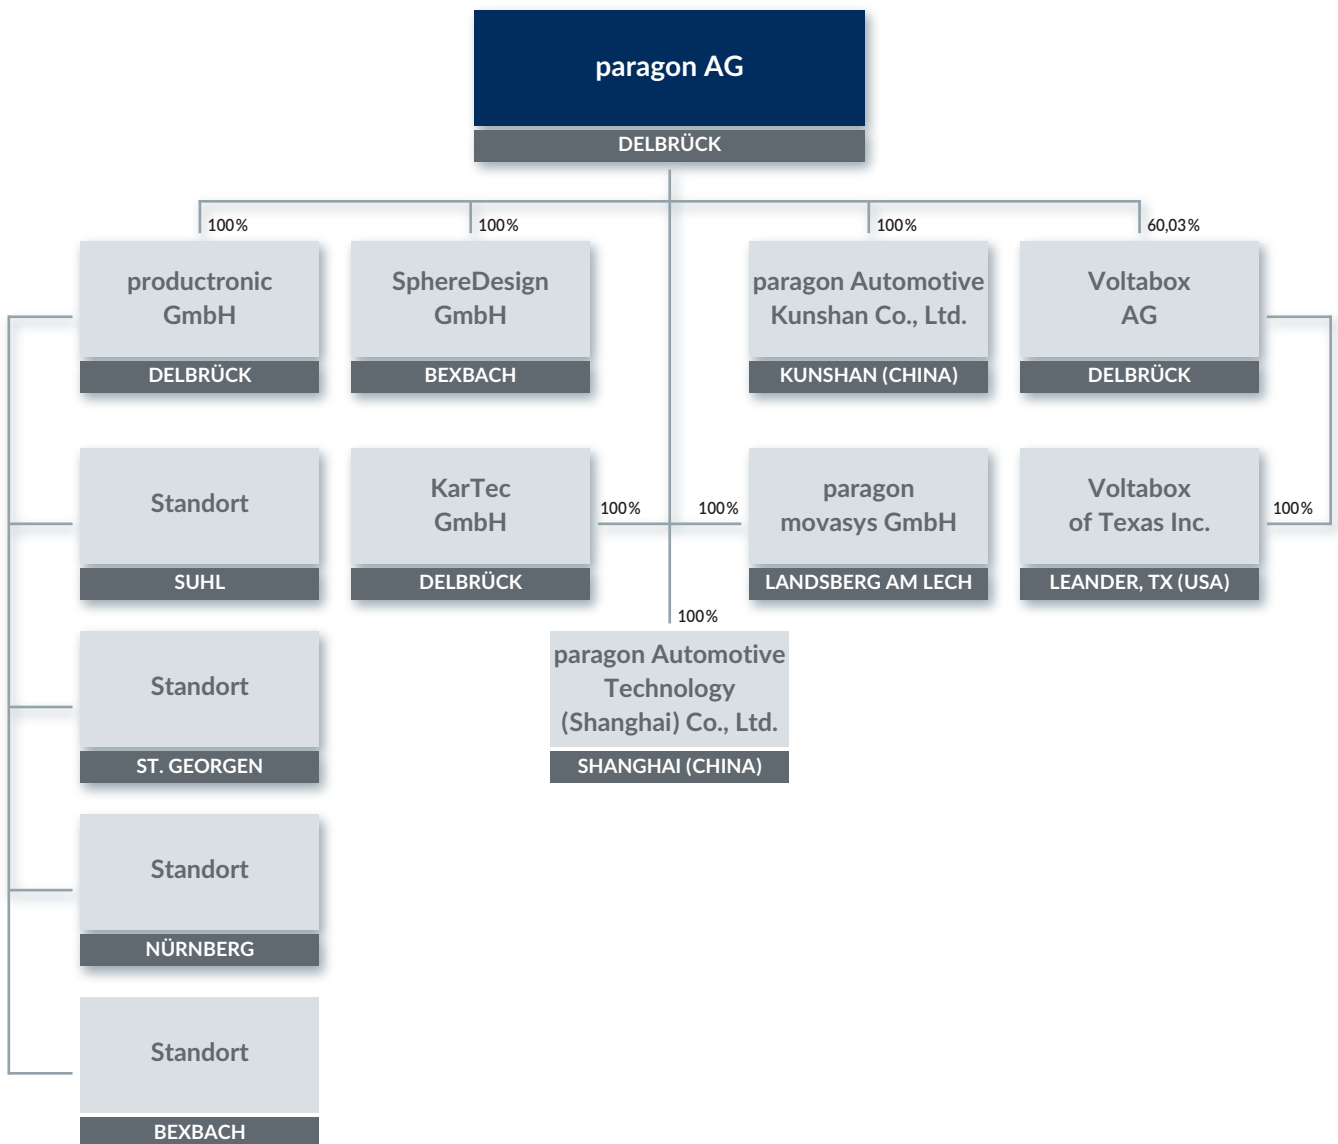 paragon AG
DELBRÜCK
100%
100%
100%
60,03%
productronic
GmbH
DELBRÜCK
SphereDesign
GmbH
BEXBACH
paragon Automotive
Kunshan Co., Ltd.
KUNSHAN (CHINA)
Voltabox
AG
DELBRÜCK
Standort
SUHL
KarTec
GmbH
DELBRÜCK
100%
100%
paragon
movasys GmbH
LANDSBERG AM LECH
Voltabox
of Texas Inc.
LEANDER, TX (USA)
100%
100%
Standort
ST. GEORGEN
paragon Automotive
Technology
(Shanghai) Co., Ltd.
SHANGHAI (CHINA)
Standort
NÜRNBERG
Standort
BEXBACH